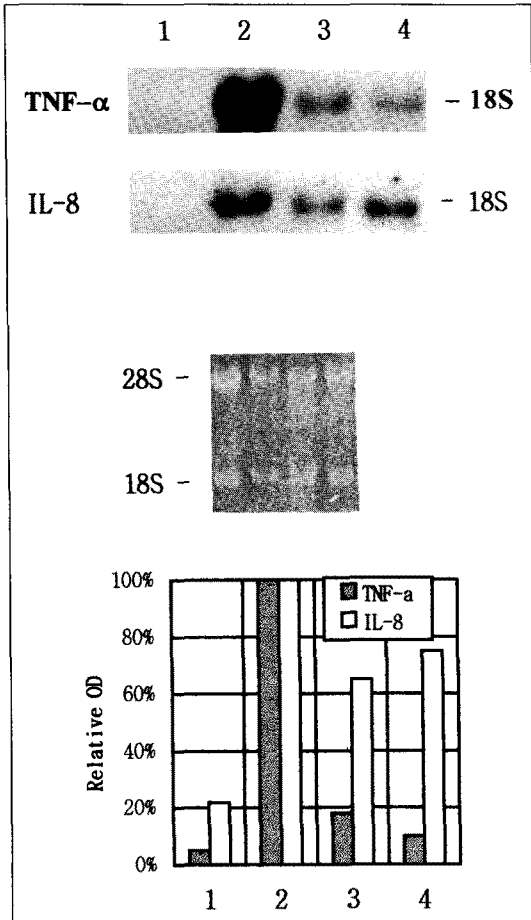 1 2 3 4
TNF-α - 18S
IL-8 - 18S
28S -
18S -
100%
80%
60%
40%
20%
0%
Relative OD
TNF-a
IL-8
1 2 3 4